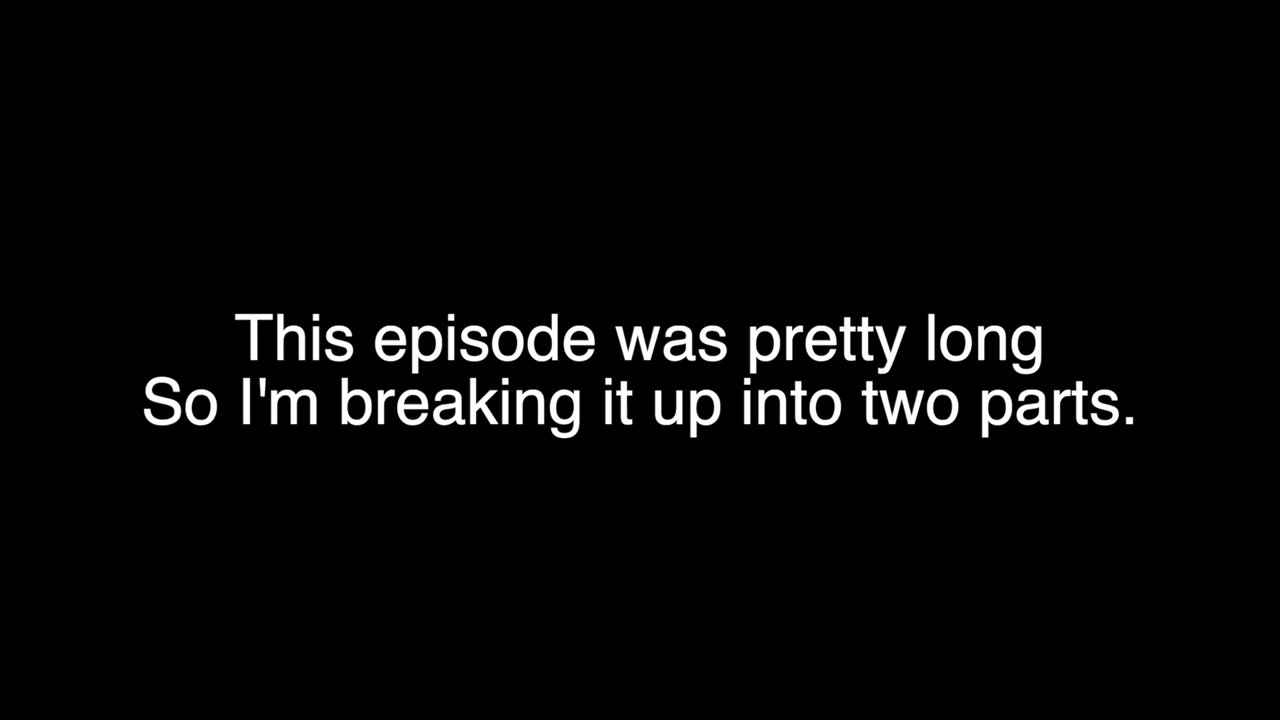 This episode was pretty long
So I'm breaking it up into two parts.